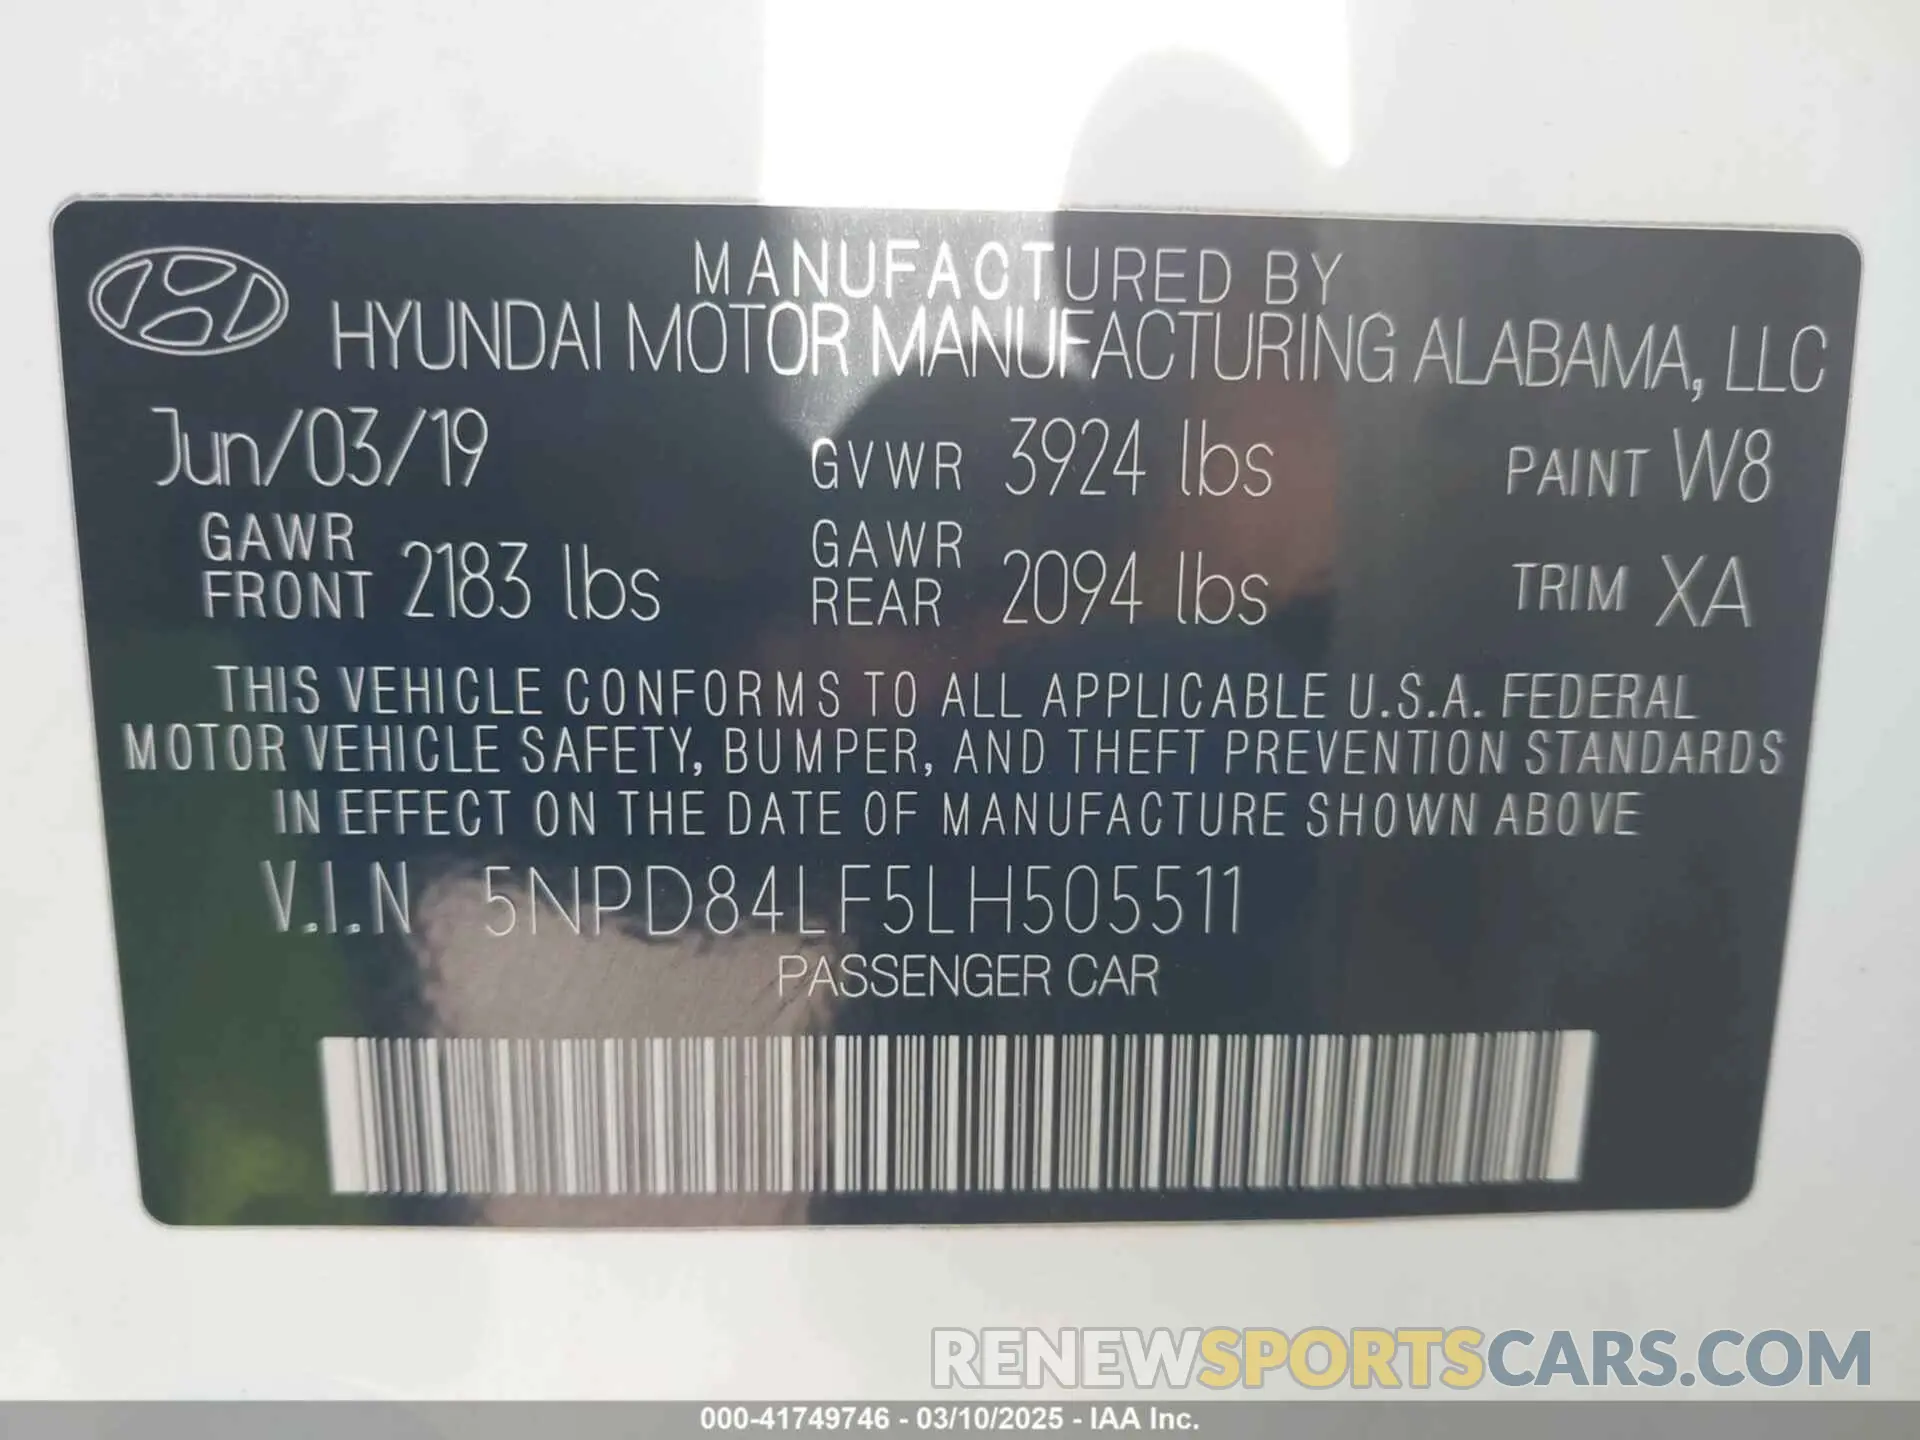 MANUFACTURED BY
HYUNDAI MOTOR MANUFACTURING ALABAMA, LLC
Jun/03/19 GVWR 3924 lbs PAINT W8
GAWR FRONT 2183 lbs GAWR REAR 2094 lbs TRIM XA
THIS VEHICLE CONFORMS TO ALL APPLICABLE U.S.A. FEDERAL
MOTOR VEHICLE SAFETY, BUMPER, AND THEFT PREVENTION STANDARDS
IN EFFECT ON THE DATE OF MANUFACTURE SHOWN ABOVE
V.I.N 5NPD84LF5LH505511
PASSENGER CAR
RENEWSPORTSCARS.COM
000-41749746 - 03/10/2025 - IAA Inc.